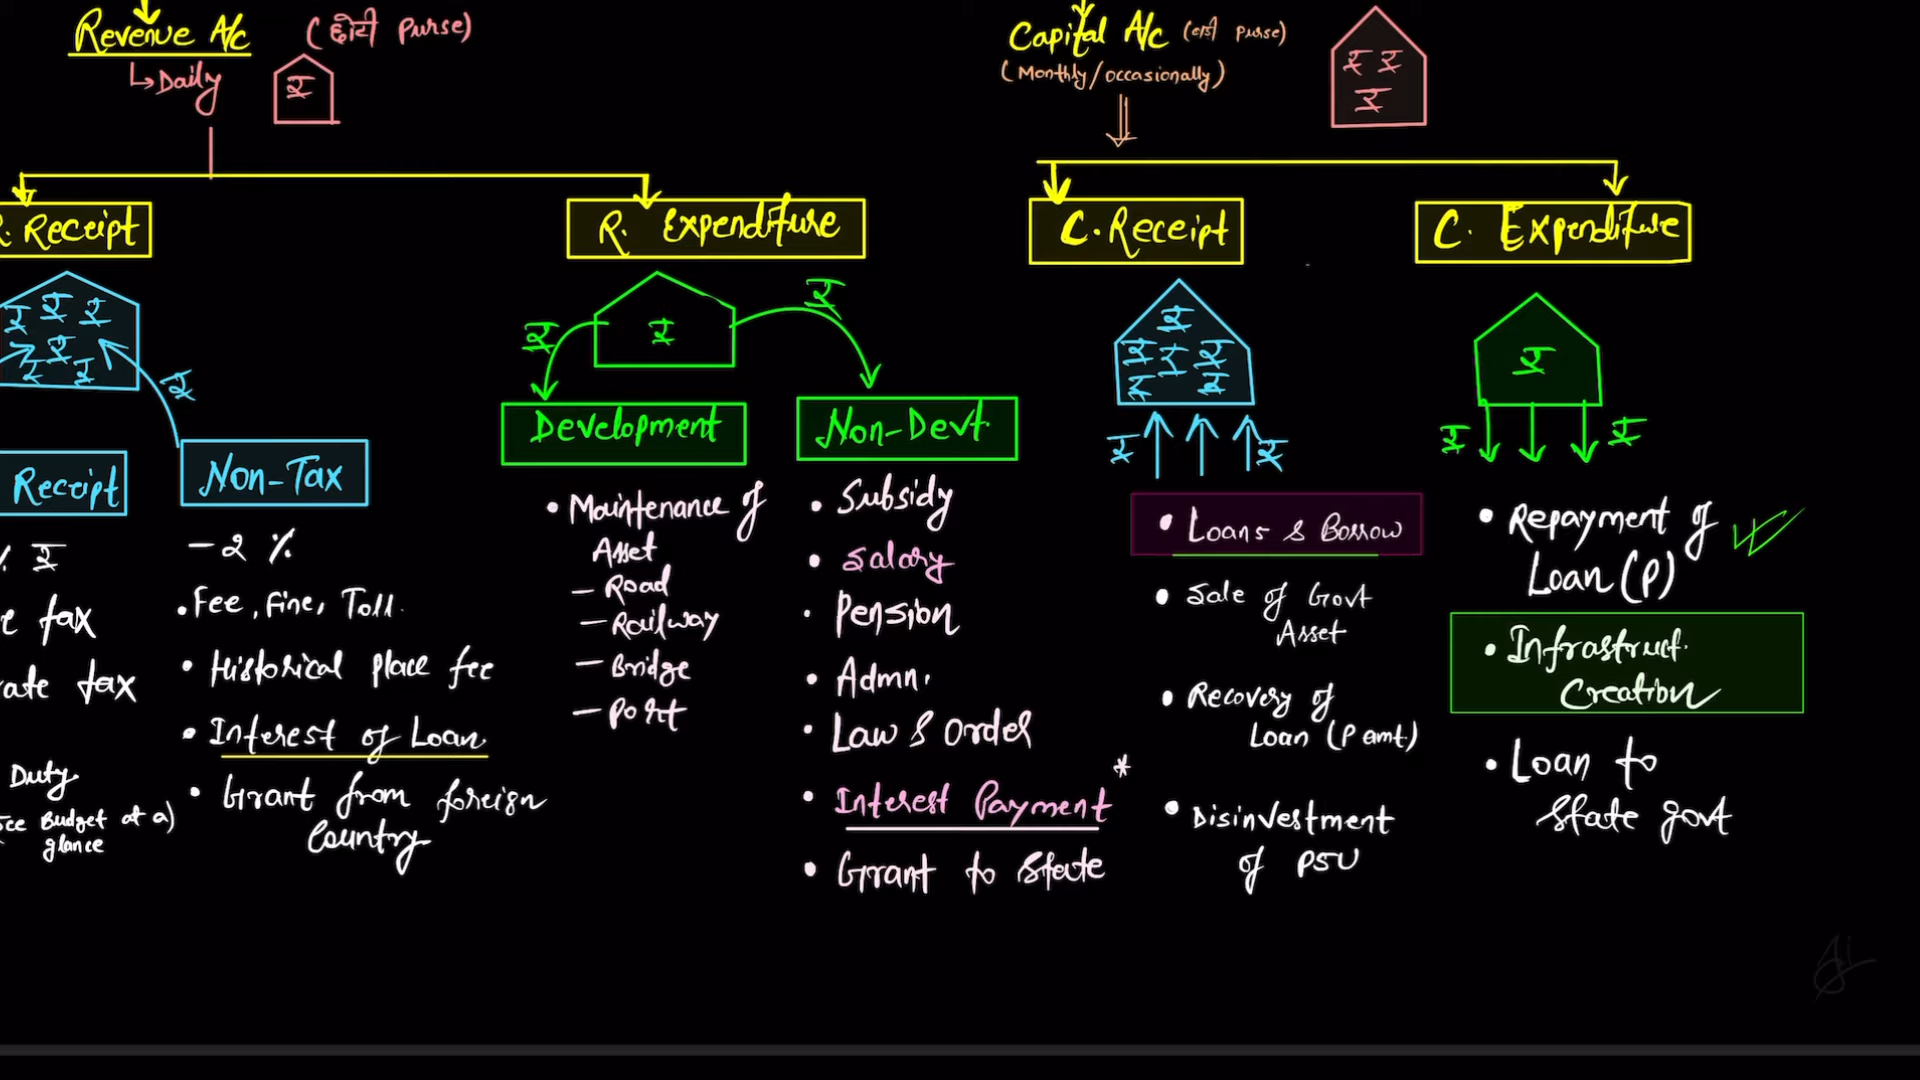 Revenue A/c (छोटी Purse)
↳ Daily
₹
R. Receipt
₹ ₹ ₹
₹
₹ ₹
₹
Receipt
% ₹
e tax
ate tax
Duty
see Budget at a)
glance
Non-Tax
- 2 %
• Fee, Fine, Toll.
• Historical place fee
• Interest of Loan
• Grant from foreign
Country
R. Expenditure
₹
₹ ₹
Development
• Maintenance of
Asset
- Road
- Railway
- Bridge
- Port
Non-Devt.
• Subsidy
• Salary
• Pension
• Admn.
• Law & Order
• Interest Payment *
• Grant to State
Capital A/c (बड़ी Purse)
(Monthly/occasionally)
₹ ₹
₹
C. Receipt
₹
₹ ₹ ₹
₹ ₹
₹ ₹
• Loans & Borrow
• Sale of Govt
Asset
• Recovery of
Loan (P amt.)
• Disinvestment
of PSU
C. Expenditure
₹
₹ ₹
• Repayment of
Loan (P)
• Infrastruct.
Creation
• Loan to
State govt